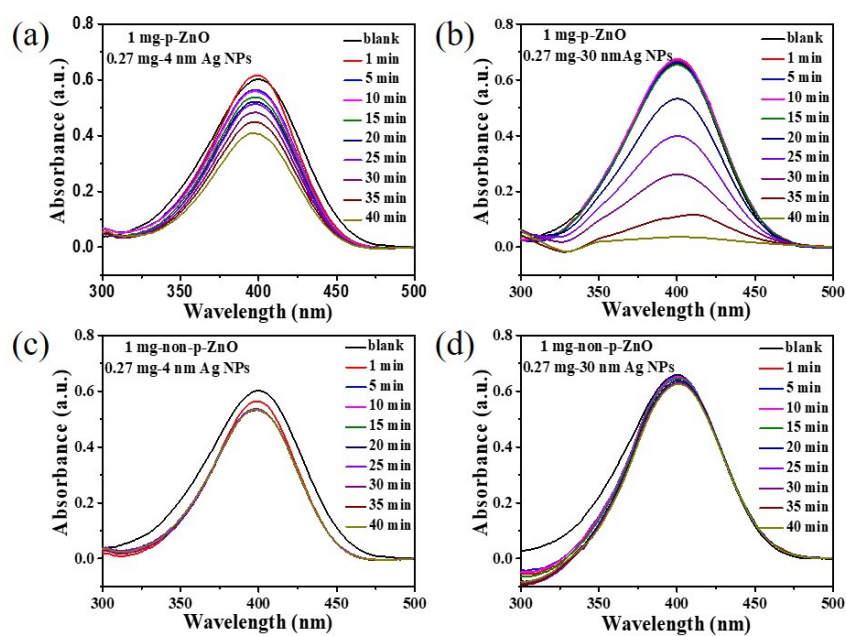 (a)
1 mg-p-ZnO
0.27 mg-4 nm Ag NPs
blank
1 min
5 min
10 min
15 min
20 min
25 min
30 min
35 min
40 min
Absorbance (a.u.)
0.8
0.6
0.4
0.2
0.0
300 350 400 450 500
Wavelength (nm)
(b)
1 mg-p-ZnO
0.27 mg-30 nmAg NPs
blank
1 min
5 min
10 min
15 min
20 min
25 min
30 min
35 min
40 min
Absorbance (a.u.)
0.8
0.6
0.4
0.2
0.0
300 350 400 450 500
Wavelength (nm)
(c)
1 mg-non-p-ZnO
0.27 mg-4 nm Ag NPs
blank
1 min
5 min
10 min
15 min
20 min
25 min
30 min
35 min
40 min
Absorbance (a.u.)
0.8
0.6
0.4
0.2
0.0
300 350 400 450 500
Wavelength (nm)
(d)
1 mg-non-p-ZnO
0.27 mg-30 nm Ag NPs
blank
1 min
5 min
10 min
15 min
20 min
25 min
30 min
35 min
40 min
Absorbance (a.u.)
0.8
0.6
0.4
0.2
0.0
300 350 400 450 500
Wavelength (nm)